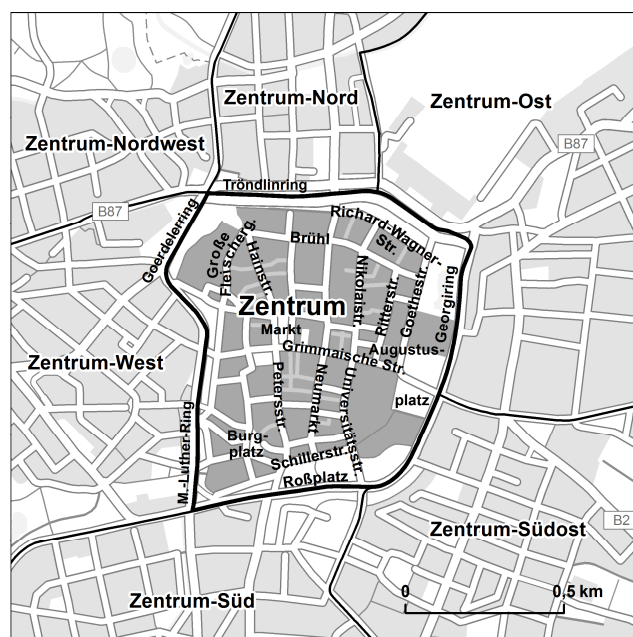 Zentrum-Nord
Zentrum-Ost
Zentrum-Nordwest
B87
Tröndlinring
B87
Goerdelerring
Richard-Wagner-
Str.
Große
Fleischerg.
Hainstr.
Brühl
Nikolaistr.
Ritterstr.
Goethestr.
Georgiring
Zentrum
Markt
Grimmaische Str.
Augustus-
platz
Zentrum-West
Petersstr.
Neumarkt
Universitätsstr.
M.-Luther-Ring
Burg-
platz
Schillerstr.
Roßplatz
B2
Zentrum-Südost
Zentrum-Süd
0
0,5 km